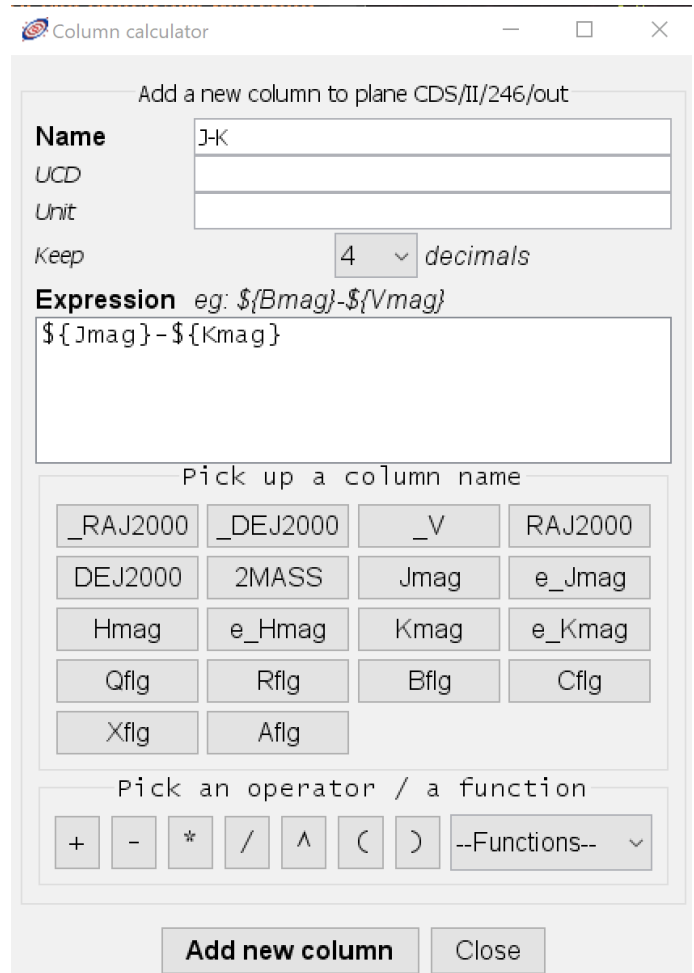 Column calculator
Add a new column to plane CDS/II/246/out
Name J-K
UCD
Unit
Keep 4 decimals
Expression eg: ${Bmag}-${Vmag}
${Jmag}-${Kmag}
Pick up a column name
_RAJ2000 _DEJ2000 _V RAJ2000
DEJ2000 2MASS Jmag e_Jmag
Hmag e_Hmag Kmag e_Kmag
Qflg Rflg Bflg Cflg
Xflg Aflg
Pick an operator / a function
+ - * / ^ ( ) --Functions--
Add new column Close